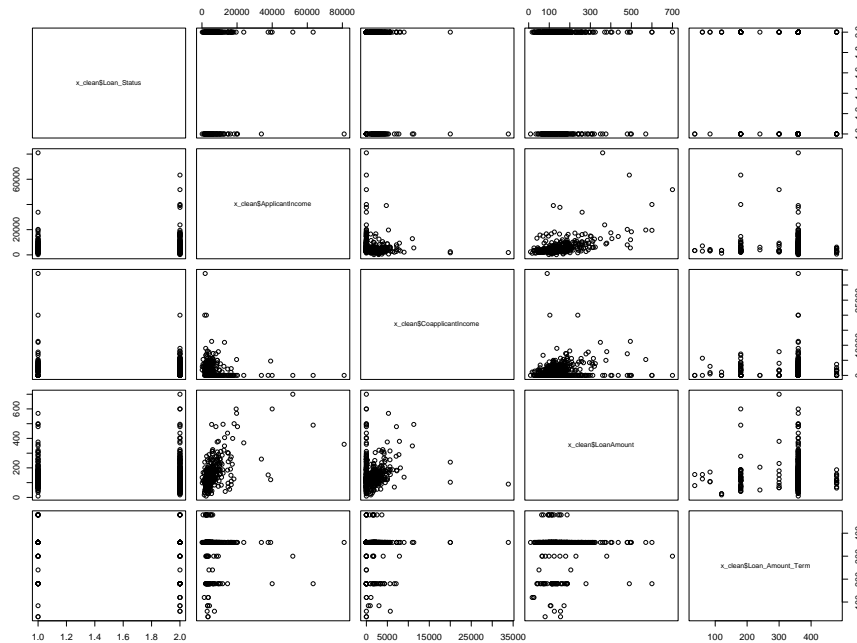 0 20000 40000 60000 80000
0 100 300 500 700
x_clean$Loan_Status
0 20000 60000
x_clean$ApplicantIncome
x_clean$CoapplicantIncome
0 200 400 600
x_clean$LoanAmount
x_clean$Loan_Amount_Term
1.0 1.2 1.4 1.6 1.8 2.0
0 5000 15000 25000 35000
100 200 300 400